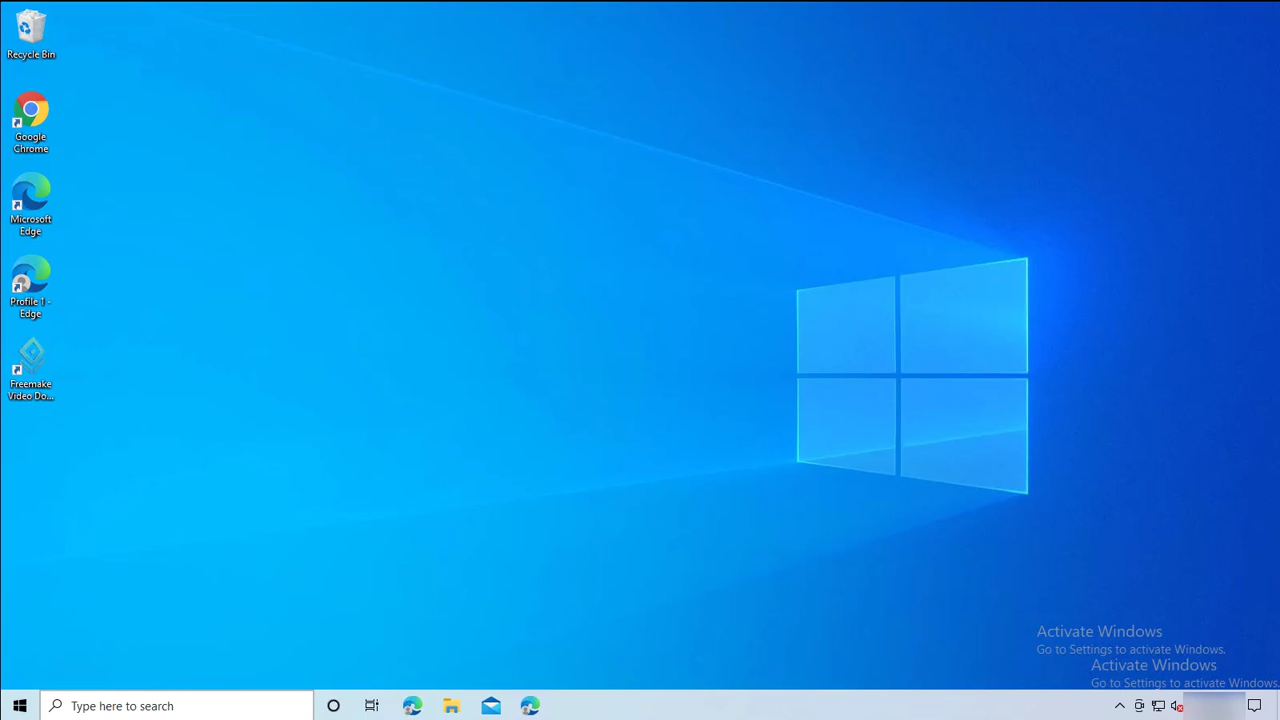 Recycle Bin
Google
Chrome
Microsoft
Edge
Profile 1 -
Edge
Freemake
Video Do...
Activate Windows
Go to Settings to activate Windows.
Activate Windows
Go to Settings to activate Windows.
Type here to search